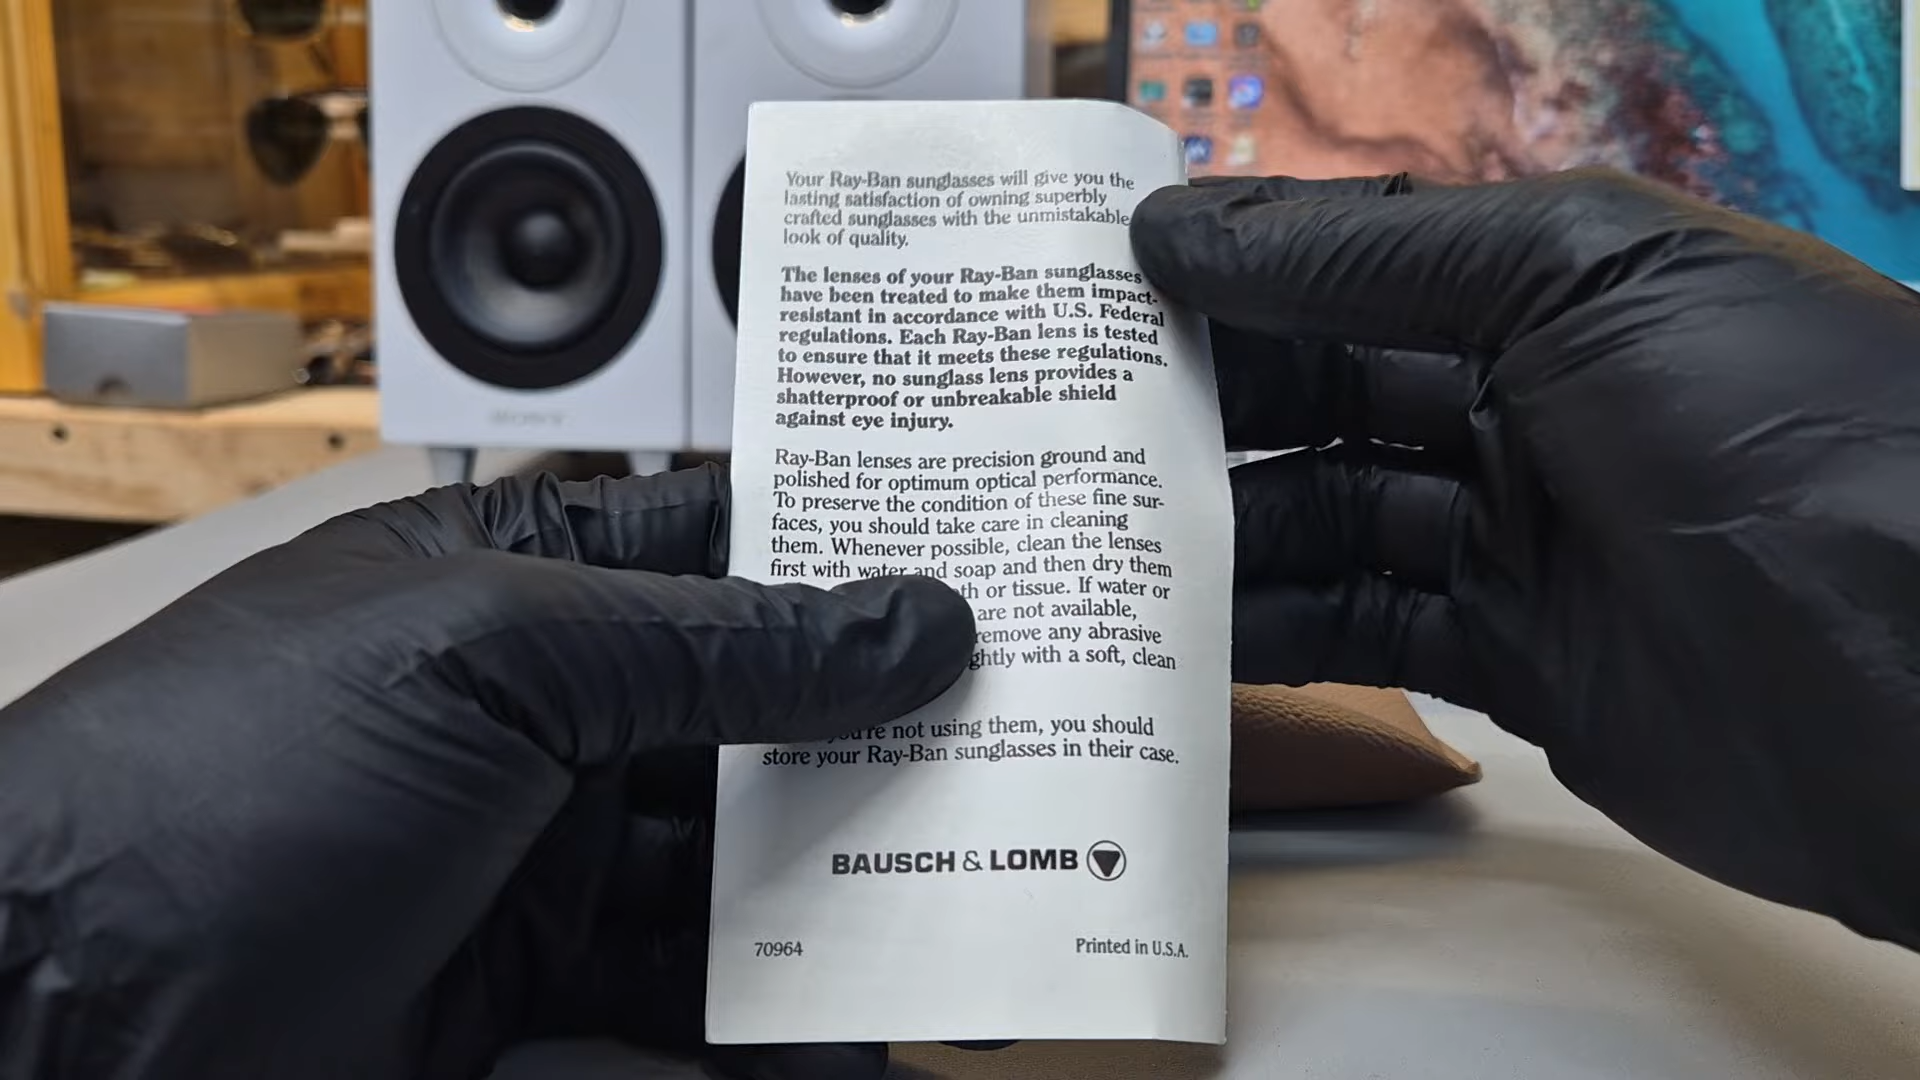 Your Ray-Ban sunglasses will give you the
lasting satisfaction of owning superbly
crafted sunglasses with the unmistakable
look of quality.
The lenses of your Ray-Ban sunglasses
have been treated to make them impact-
resistant in accordance with U.S. Federal
regulations. Each Ray-Ban lens is tested
to ensure that it meets these regulations.
However, no sunglass lens provides a
shatterproof or unbreakable shield
against eye injury.
Ray-Ban lenses are precision ground and
polished for optimum optical performance.
To preserve the condition of these fine sur-
faces, you should take care in cleaning
them. Whenever possible, clean the lenses
first with water and soap and then dry them
or tissue. If water or
are not available,
remove any abrasive
with a soft, clean
not using them, you should
store your Ray-Ban sunglasses in their case.
BAUSCH & LOMB
70964
Printed in U.S.A.